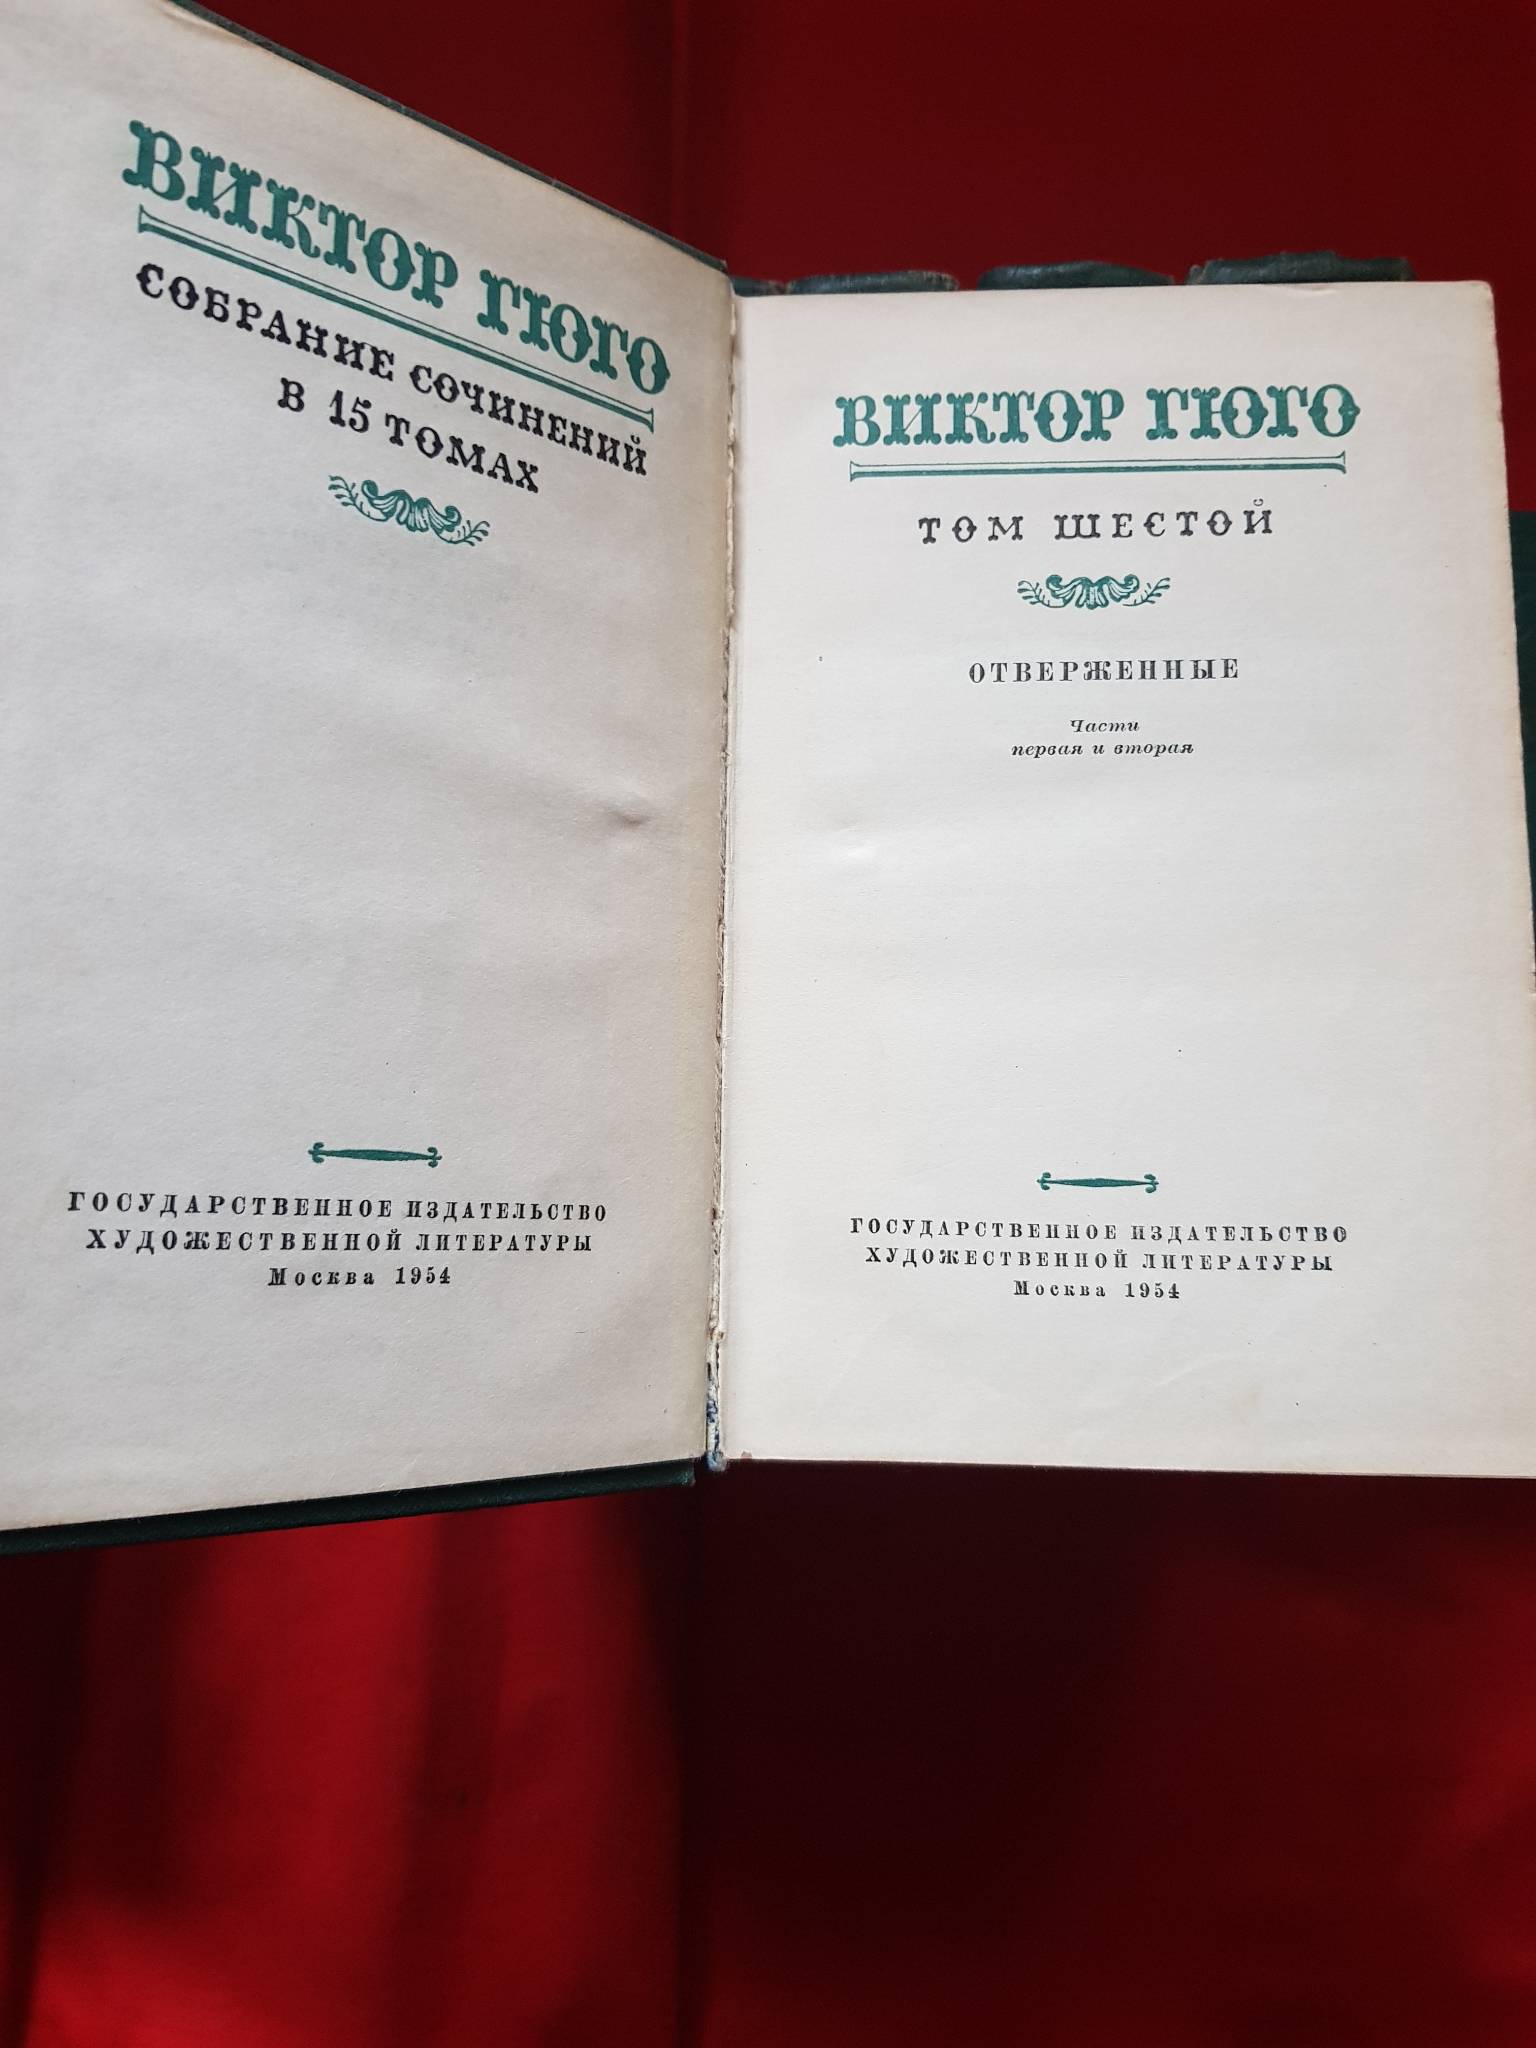 ВИКТОР ГЮГО
СОБРАНИЕ СОЧИНЕНИЙ
В 15 ТОМАХ
ГОСУДАРСТВЕННОЕ ИЗДАТЕЛЬСТВО
ХУДОЖЕСТВЕННОЙ ЛИТЕРАТУРЫ
Москва 1954
ВИКТОР ГЮГО
ТОМ ШЕСТОЙ
ОТВЕРЖЕННЫЕ
Части
первая и вторая
ГОСУДАРСТВЕННОЕ ИЗДАТЕЛЬСТВО
ХУДОЖЕСТВЕННОЙ ЛИТЕРАТУРЫ
Москва 1954